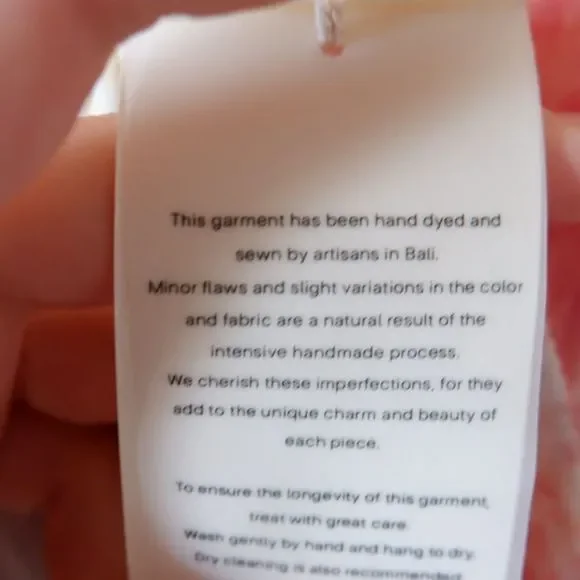 This garment has been hand dyed and
sewn by artisans in Bali.
Minor flaws and slight variations in the color
and fabric are a natural result of the
intensive handmade process.
We cherish these imperfections, for they
add to the unique charm and beauty of
each piece.
To ensure the longevity of this garment,
treat with great care.
Wash gently by hand and hang to dry.
Dry cleaning is also recommended.